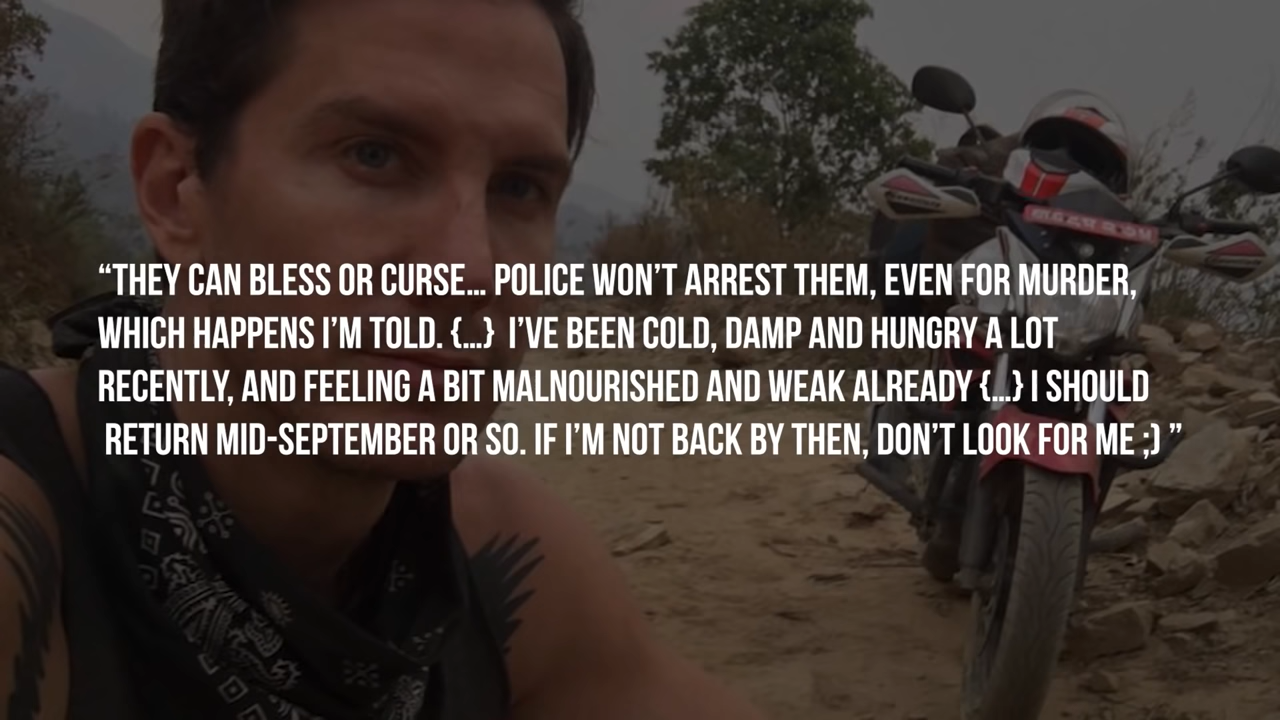 “THEY CAN BLESS OR CURSE... POLICE WON’T ARREST THEM, EVEN FOR MURDER,
WHICH HAPPENS I’M TOLD. {...} I’VE BEEN COLD, DAMP AND HUNGRY A LOT
RECENTLY, AND FEELING A BIT MALNOURISHED AND WEAK ALREADY {...} I SHOULD
RETURN MID-SEPTEMBER OR SO. IF I’M NOT BACK BY THEN, DON’T LOOK FOR ME ;) ”